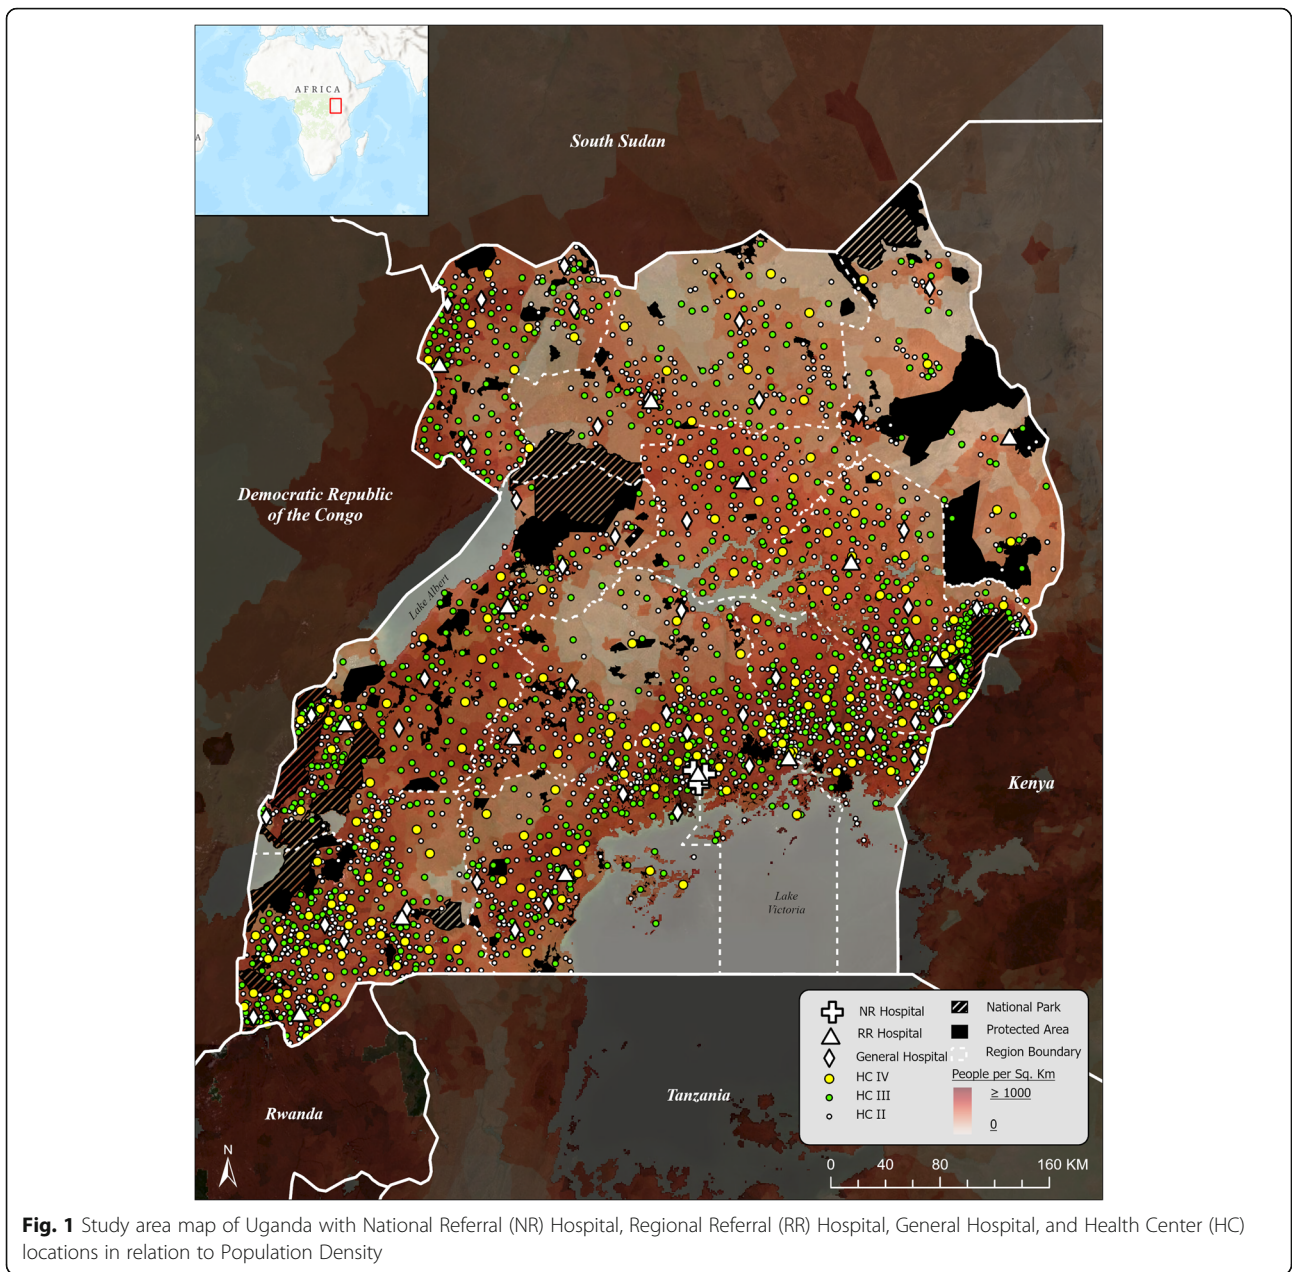 AFRICA
A
South Sudan
Democratic Republic
of the Congo
Lake Albert
Kenya
Lake
Victoria
Tanzania
Rwanda
N
NR Hospital
RR Hospital
General Hospital
HC IV
HC III
HC II
National Park
Protected Area
Region Boundary
People per Sq. Km
≥ 1000
0
0 40 80 160 KM
Fig. 1 Study area map of Uganda with National Referral (NR) Hospital, Regional Referral (RR) Hospital, General Hospital, and Health Center (HC)
locations in relation to Population Density